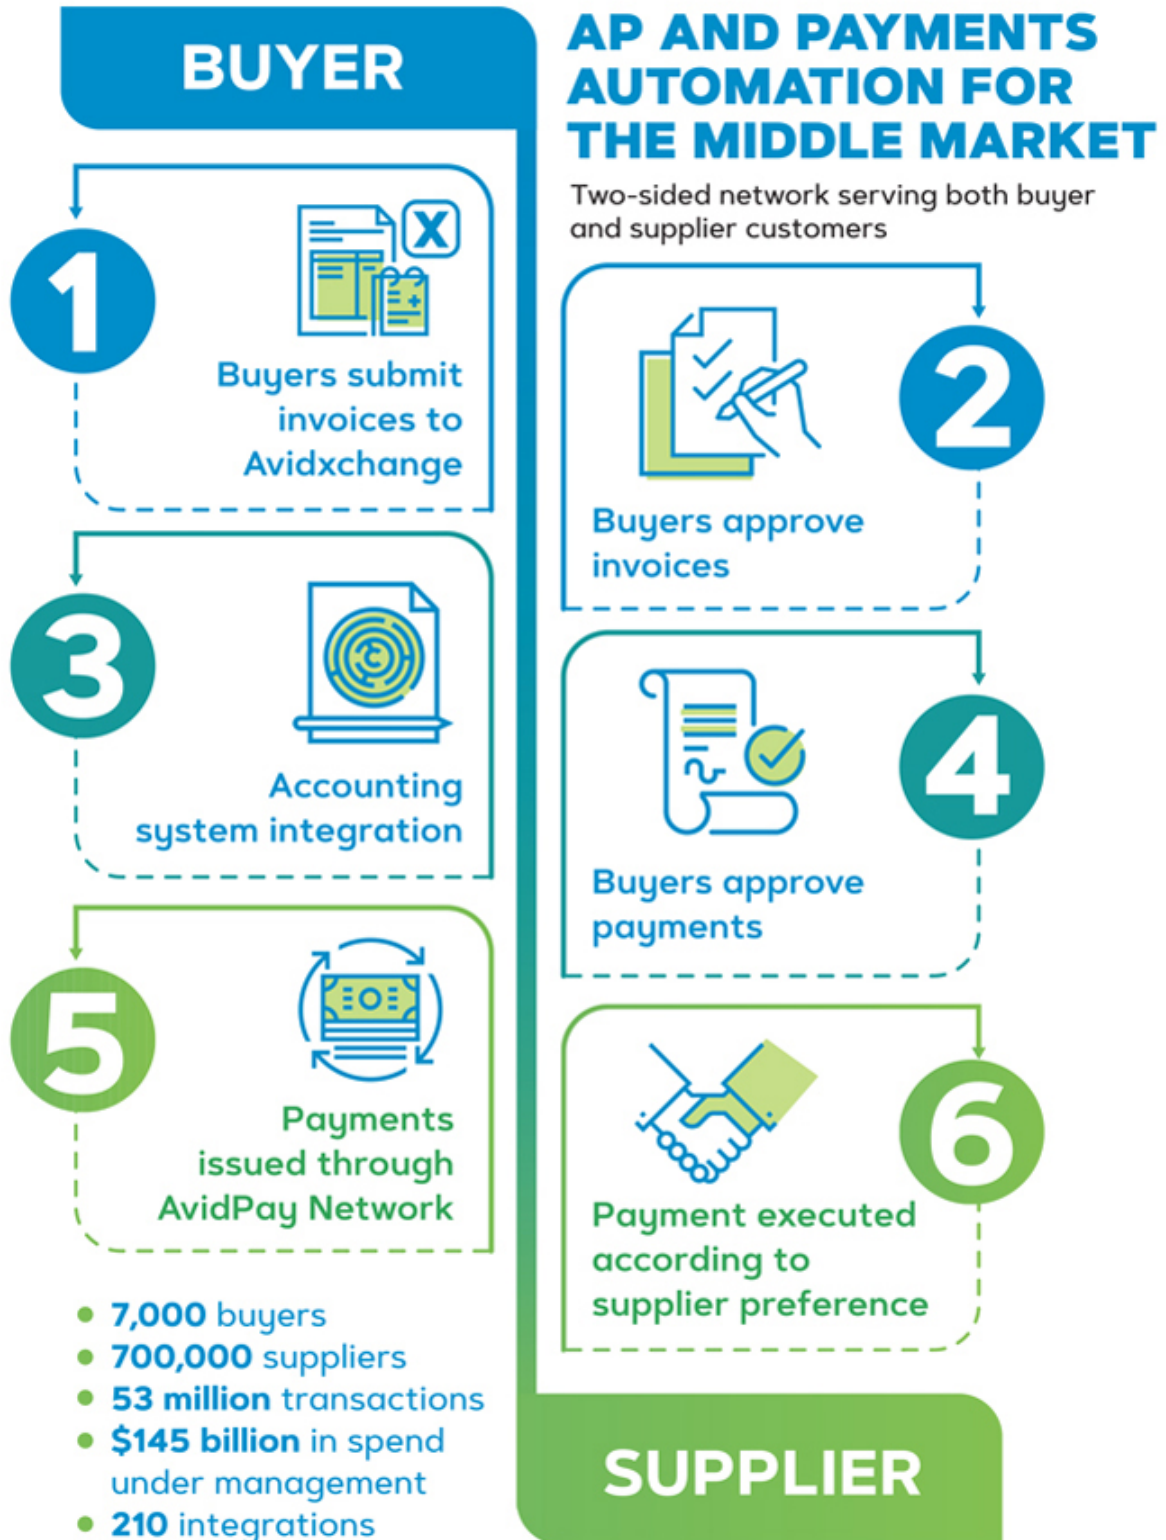 BUYER
AP AND PAYMENTS
AUTOMATION FOR
THE MIDDLE MARKET
Two-sided network serving both buyer
and supplier customers
1
X
Buyers submit
invoices to
Avidxchange
2
Buyers approve
invoices
3
Accounting
system integration
4
Buyers approve
payments
5
Payments
issued through
AvidPay Network
6
Payment executed
according to
supplier preference
• 7,000 buyers
• 700,000 suppliers
• 53 million transactions
• $145 billion in spend
under management
• 210 integrations
SUPPLIER